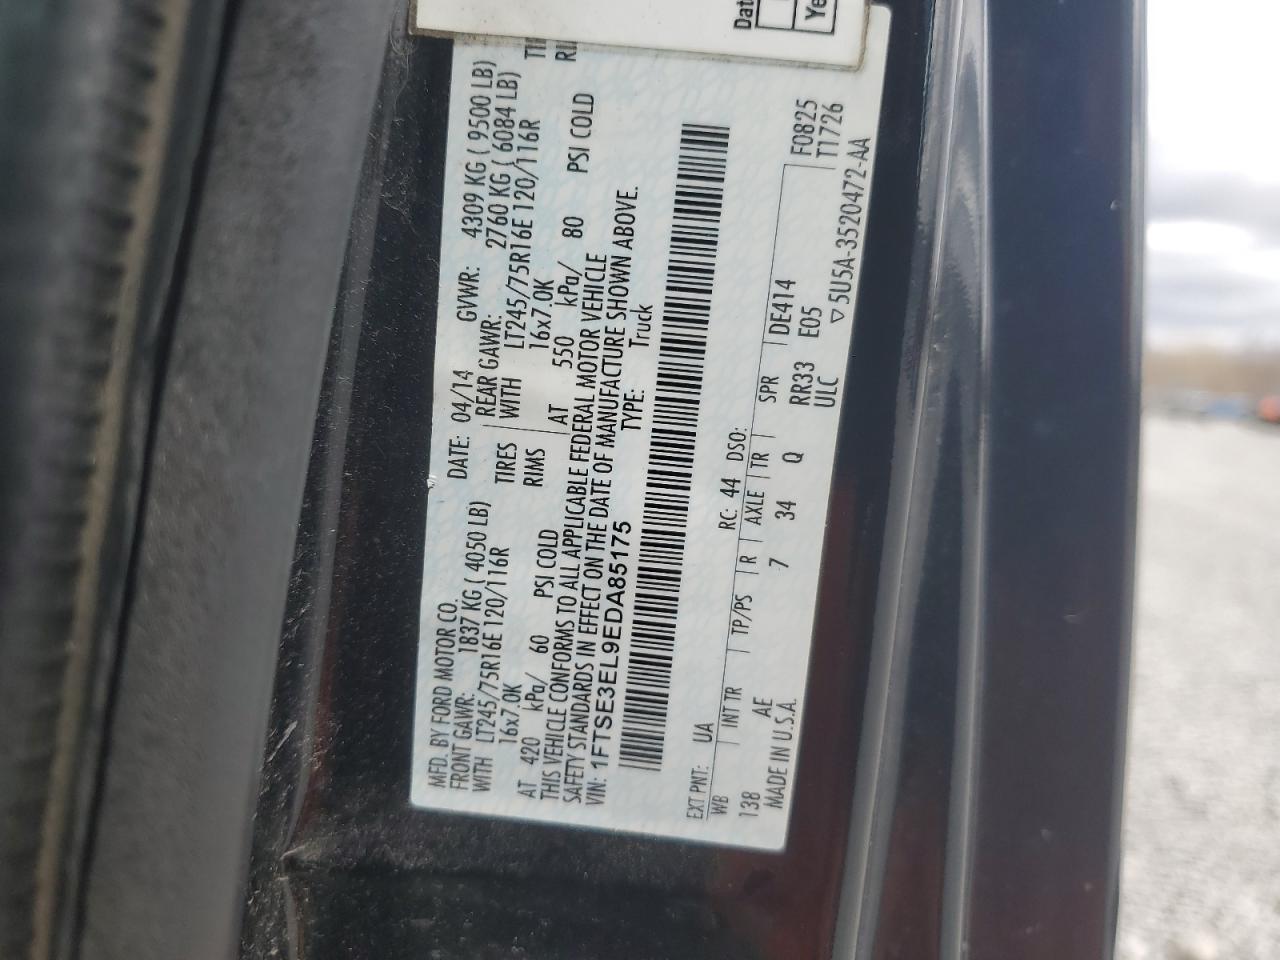 Dat
Ye
MFD. BY FORD MOTOR CO. DATE: 04/14 GVWR: 4309 KG ( 9500 LB)
FRONT GAWR: 1837 KG ( 4050 LB) REAR GAWR: 2760 KG ( 6084 LB)
WITH LT245/75R16E 120/116R TIRES WITH LT245/75R16E 120/116R TI
16x7.0K RIMS 16x7.0K RI
AT 420 kPa/ 60 PSI COLD AT 550 kPa/ 80 PSI COLD
THIS VEHICLE CONFORMS TO ALL APPLICABLE FEDERAL MOTOR VEHICLE
SAFETY STANDARDS IN EFFECT ON THE DATE OF MANUFACTURE SHOWN ABOVE.
VIN: 1FTSE3EL9EDA85175 TYPE: Truck
EXT PNT: UA RC: 44 DSO:
WB INT TR TP/PS R AXLE TR SPR DE414 F0825
138 AE 7 34 Q RR33 E05 T1726
MADE IN U.S.A. ULC ▽5U5A-3520472-AA